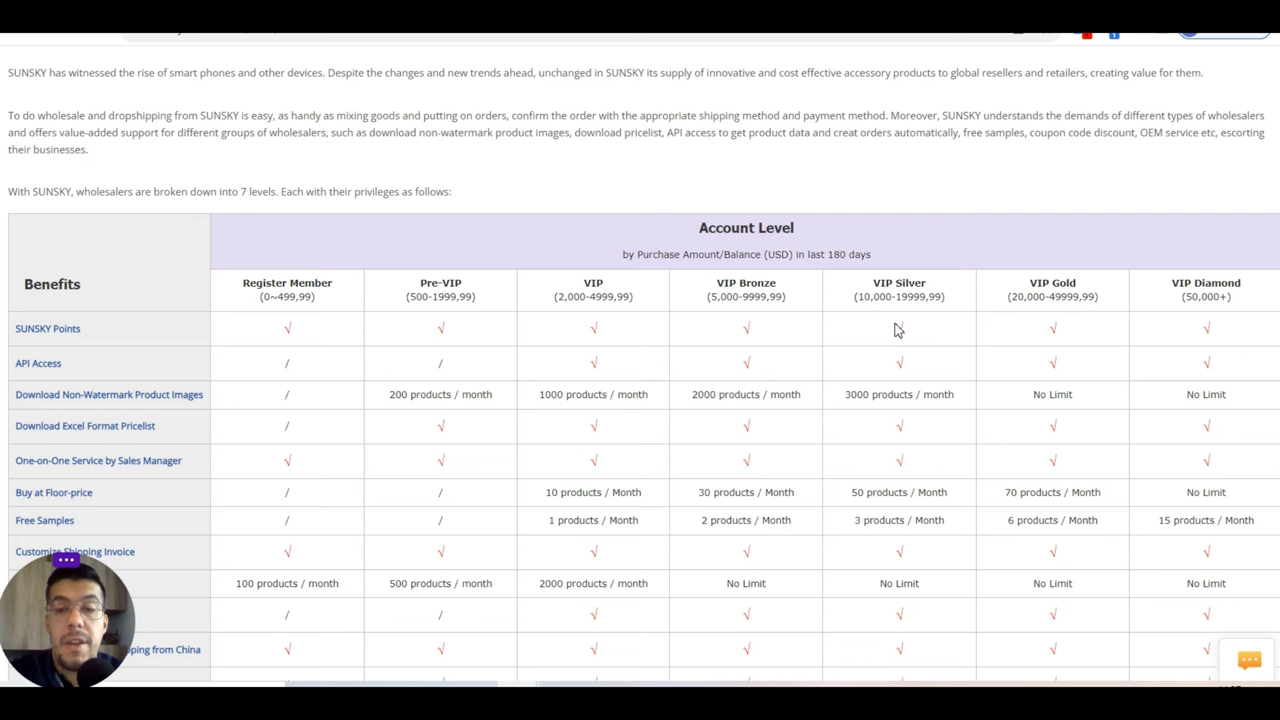 SUNSKY has witnessed the rise of smart phones and other devices. Despite the changes and new trends ahead, unchanged in SUNSKY its supply of innovative and cost effective accessory products to global resellers and retailers, creating value for them.
To do wholesale and dropshipping from SUNSKY is easy, as handy as mixing goods and putting on orders, confirm the order with the appropriate shipping method and payment method. Moreover, SUNSKY understands the demands of different types of wholesalers
and offers value-added support for different groups of wholesalers, such as download non-watermark product images, download pricelist, API access to get product data and creat orders automatically, free samples, coupon code discount, OEM service etc, escorting
their businesses.
With SUNSKY, wholesalers are broken down into 7 levels. Each with their privileges as follows:
Benefits
Account Level
by Purchase Amount/Balance (USD) in last 180 days
Register Member Pre-VIP VIP VIP Bronze VIP Silver VIP Gold VIP Diamond
(0~499,99) (500-1999,99) (2,000-4999,99) (5,000-9999,99) (10,000-19999,99) (20,000-49999,99) (50,000+)
SUNSKY Points √ √ √ √ √ √ √
API Access / / √ √ √ √ √
Download Non-Watermark Product Images / 200 products / month 1000 products / month 2000 products / month 3000 products / month No Limit No Limit
Download Excel Format Pricelist / √ √ √ √ √ √
One-on-One Service by Sales Manager √ √ √ √ √ √ √
Buy at Floor-price / / 10 products / Month 30 products / Month 50 products / Month 70 products / Month No Limit
Free Samples / / 1 products / Month 2 products / Month 3 products / Month 6 products / Month 15 products / Month
Customize Shipping Invoice √ √ √ √ √ √ √
100 products / month 500 products / month 2000 products / month No Limit No Limit No Limit No Limit
/ / √ √ √ √ √
from China √ √ √ √ √ √ √